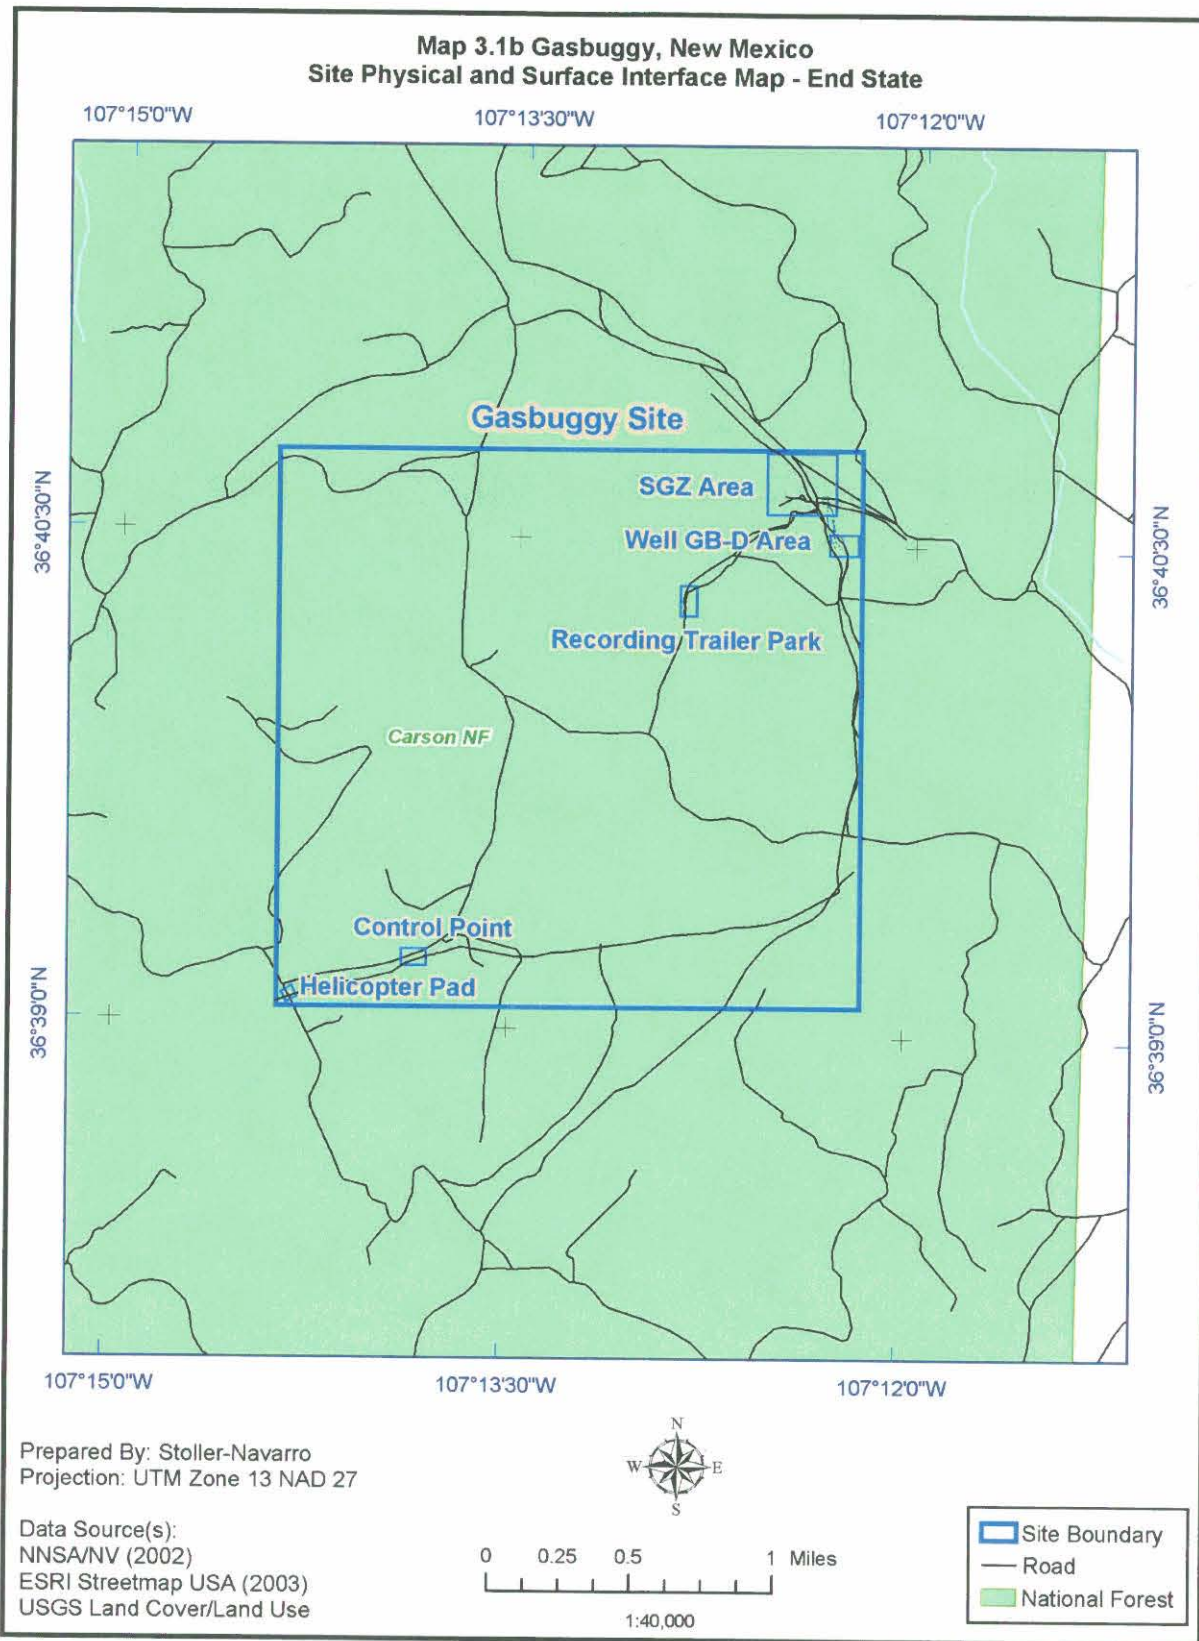 Map 3.1b Gasbuggy, New Mexico
Site Physical and Surface Interface Map - End State
107°15'0"W
107°13'30"W
107°12'0"W
Gasbuggy Site
SGZ Area
36°40'30"N
36°40'30"N
Well GB-D Area
Recording Trailer Park
Carson NF
Control Point
Helicopter Pad
36°39'0"N
36°39'0"N
107°15'0"W
107°13'30"W
107°12'0"W
Prepared By: Stoller-Navarro
Projection: UTM Zone 13 NAD 27
Data Source(s):
NNSA/NV (2002)
ESRI Streetmap USA (2003)
USGS Land Cover/Land Use
N
W E
S
0 0.25 0.5 1 Miles
1:40,000
Site Boundary
Road
National Forest